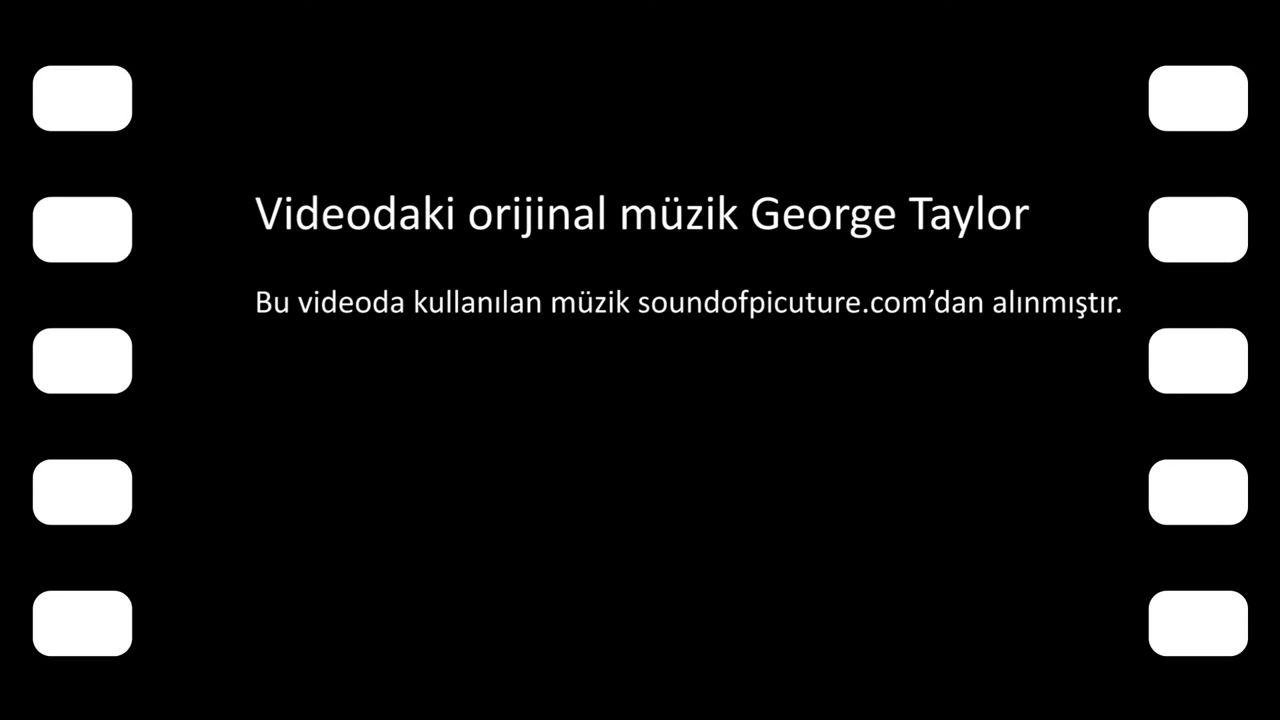 Videodaki orijinal müzik George Taylor
Bu videoda kullanılan müzik soundofpicuture.com’dan alınmıştır.